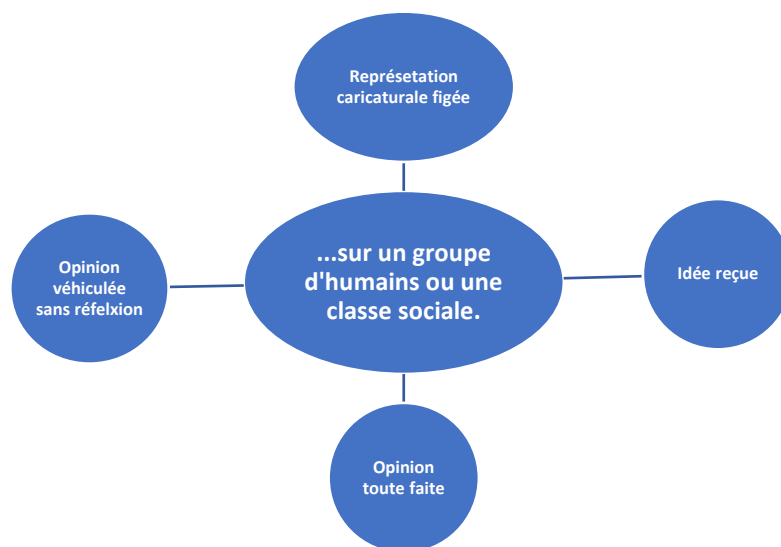 Représetation
caricaturale figée
...sur un groupe
d'humains ou une
classe sociale.
Opinion
véhiculée
sans réfelxion
Idée reçue
Opinion
toute faite